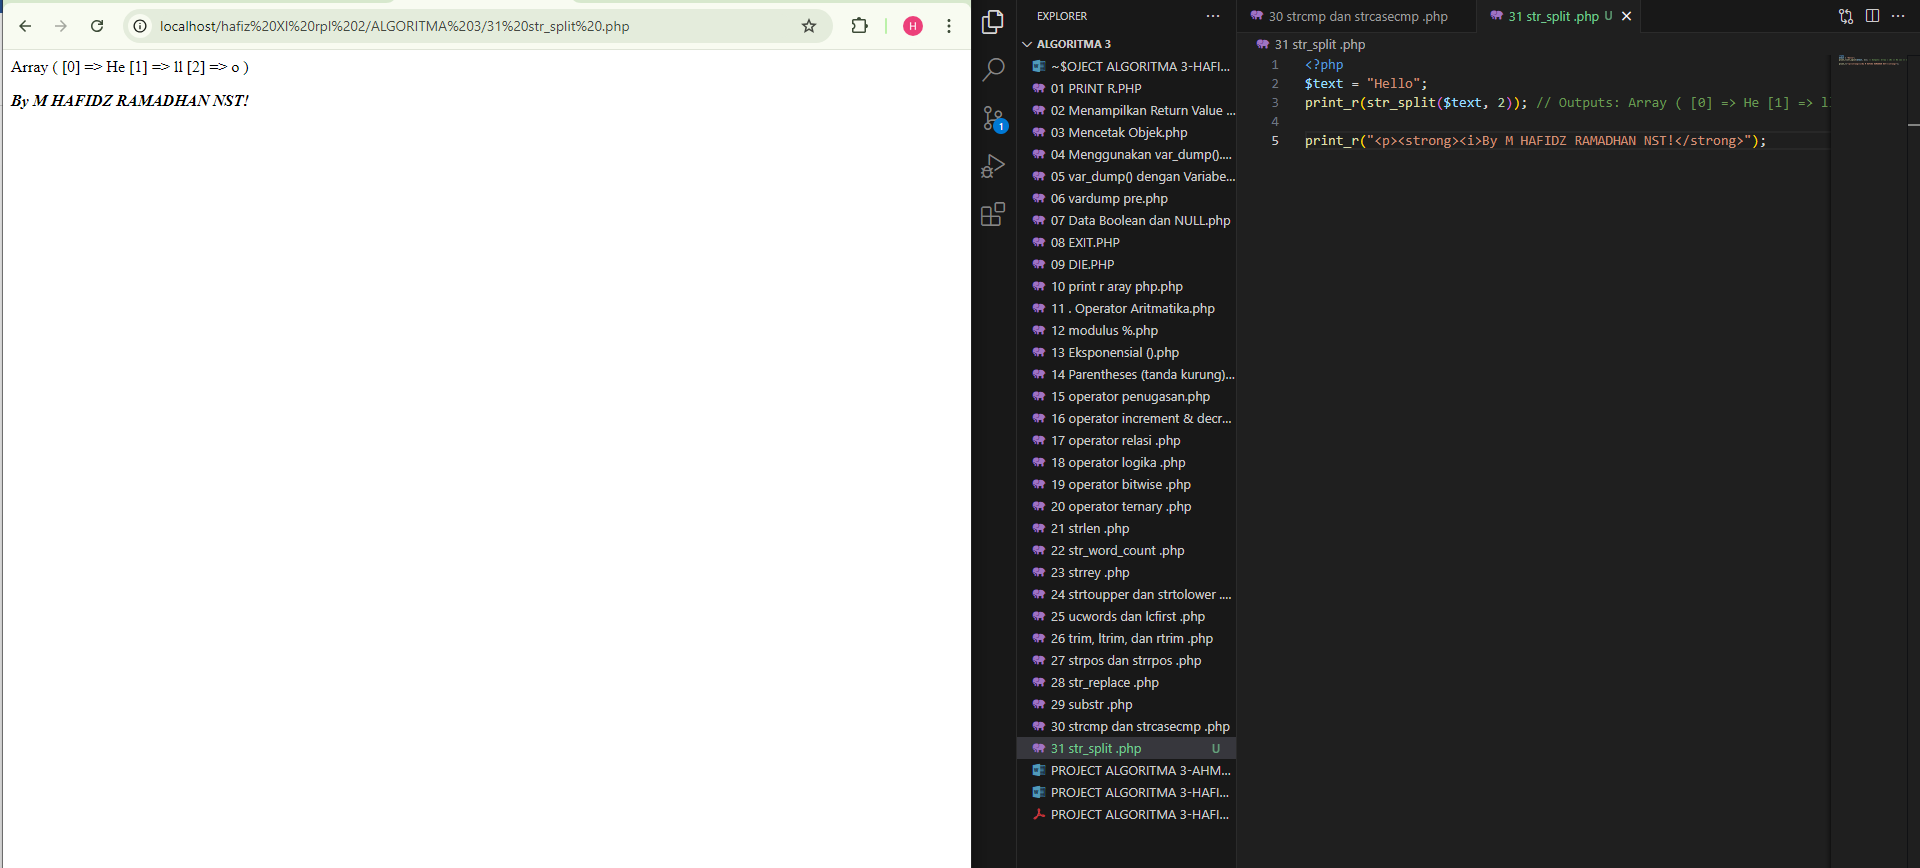 localhost/hafiz%20XI%20rpl%202/ALGORITMA%203/31%20str_split%20.php
H
Array ( [0] => He [1] => ll [2] => o )
By M HAFIDZ RAMADHAN NST!
1
EXPLORER
ALGORITMA 3
~$OJECT ALGORITMA 3-HAFI...
01 PRINT R.PHP
02 Menampilkan Return Value ...
03 Mencetak Objek.php
04 Menggunakan var_dump()....
05 var_dump() dengan Variabe...
06 vardump pre.php
07 Data Boolean dan NULL.php
08 EXIT.PHP
09 DIE.PHP
10 print r aray php.php
11 . Operator Aritmatika.php
12 modulus %.php
13 Eksponensial ().php
14 Parentheses (tanda kurung)...
15 operator penugasan.php
16 operator increment & decr...
17 operator relasi .php
18 operator logika .php
19 operator bitwise .php
20 operator ternary .php
21 strlen .php
22 str_word_count .php
23 strrey .php
24 strtoupper dan strtolower ....
25 ucwords dan lcfirst .php
26 trim, ltrim, dan rtrim .php
27 strpos dan strrpos .php
28 str_replace .php
29 substr .php
30 strcmp dan strcasecmp .php
31 str_split .php U
PROJECT ALGORITMA 3-AHM...
PROJECT ALGORITMA 3-HAFI...
PROJECT ALGORITMA 3-HAFI...
30 strcmp dan strcasecmp .php
31 str_split .php U
31 str_split .php
1 <?php
2 $text = "Hello";
3 print_r(str_split($text, 2)); // Outputs: Array ( [0] => He [1] => ll
4
5 print_r("<p><strong><i>By M HAFIDZ RAMADHAN NST!</strong>");